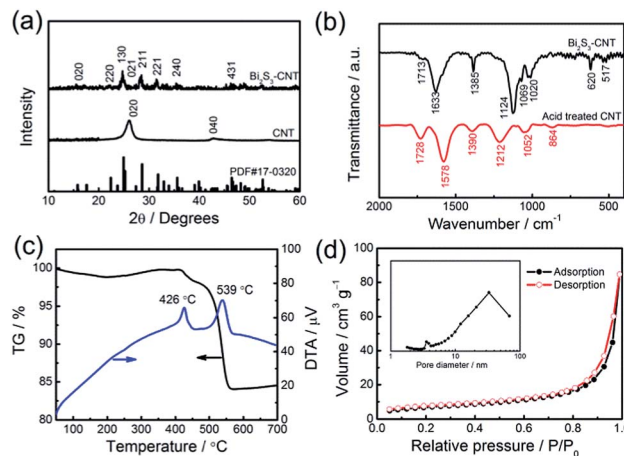 (a)
020
220
130
021
211
221
240
431
Bi2S3-CNT
020
CNT
040
PDF#17-0320
Intensity
10 20 30 40 50 60
2θ / Degrees
(b)
Bi2S3-CNT
1713
1633
1385
1124
1069
1020
620
517
Acid treated CNT
1728
1578
1390
1212
1052
864
Transmittance / a.u.
2000 1500 1000 500
Wavenumber / cm-1
(c)
100
95
90
85
80
TG / %
426 °C
539 °C
100
80
60
40
20
0
DTA / μV
100 200 300 400 500 600 700
Temperature / °C
(d)
100
80
60
40
20
0
Volume / cm3 g-1
Adsorption
Desorption
1 10 100
Pore diameter / nm
0.0 0.2 0.4 0.6 0.8 1.0
Relative pressure / P/P0